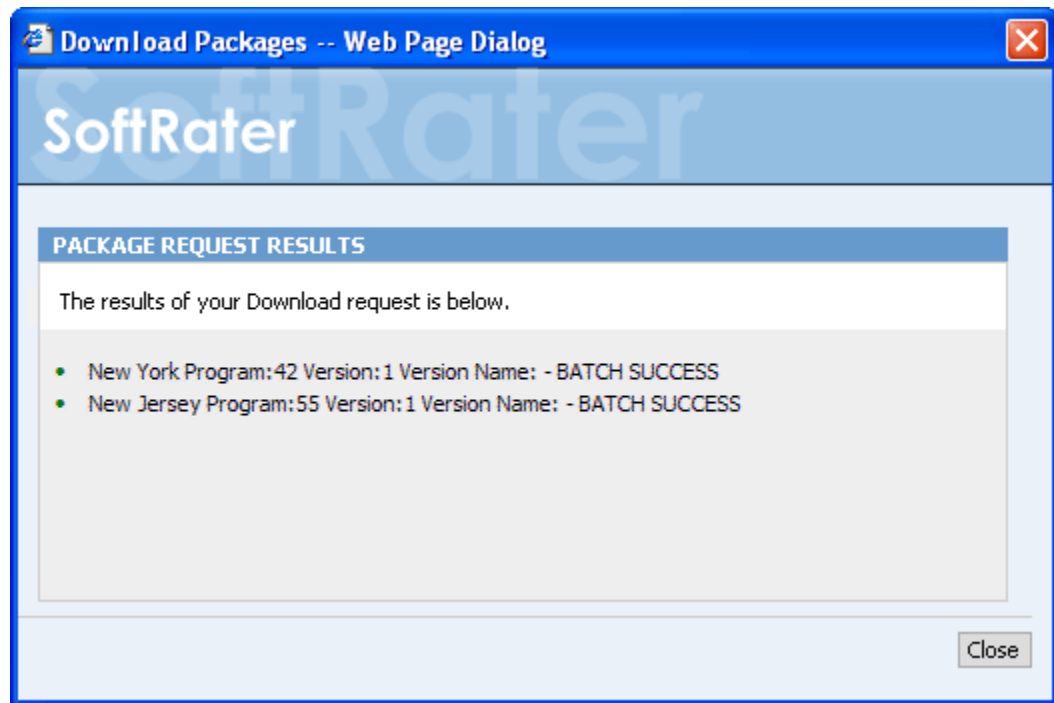 Download Packages -- Web Page Dialog
SoftRater
SoftRater
PACKAGE REQUEST RESULTS
The results of your Download request is below.
• New York Program:42 Version:1 Version Name: - BATCH SUCCESS
• New Jersey Program:55 Version:1 Version Name: - BATCH SUCCESS
Close